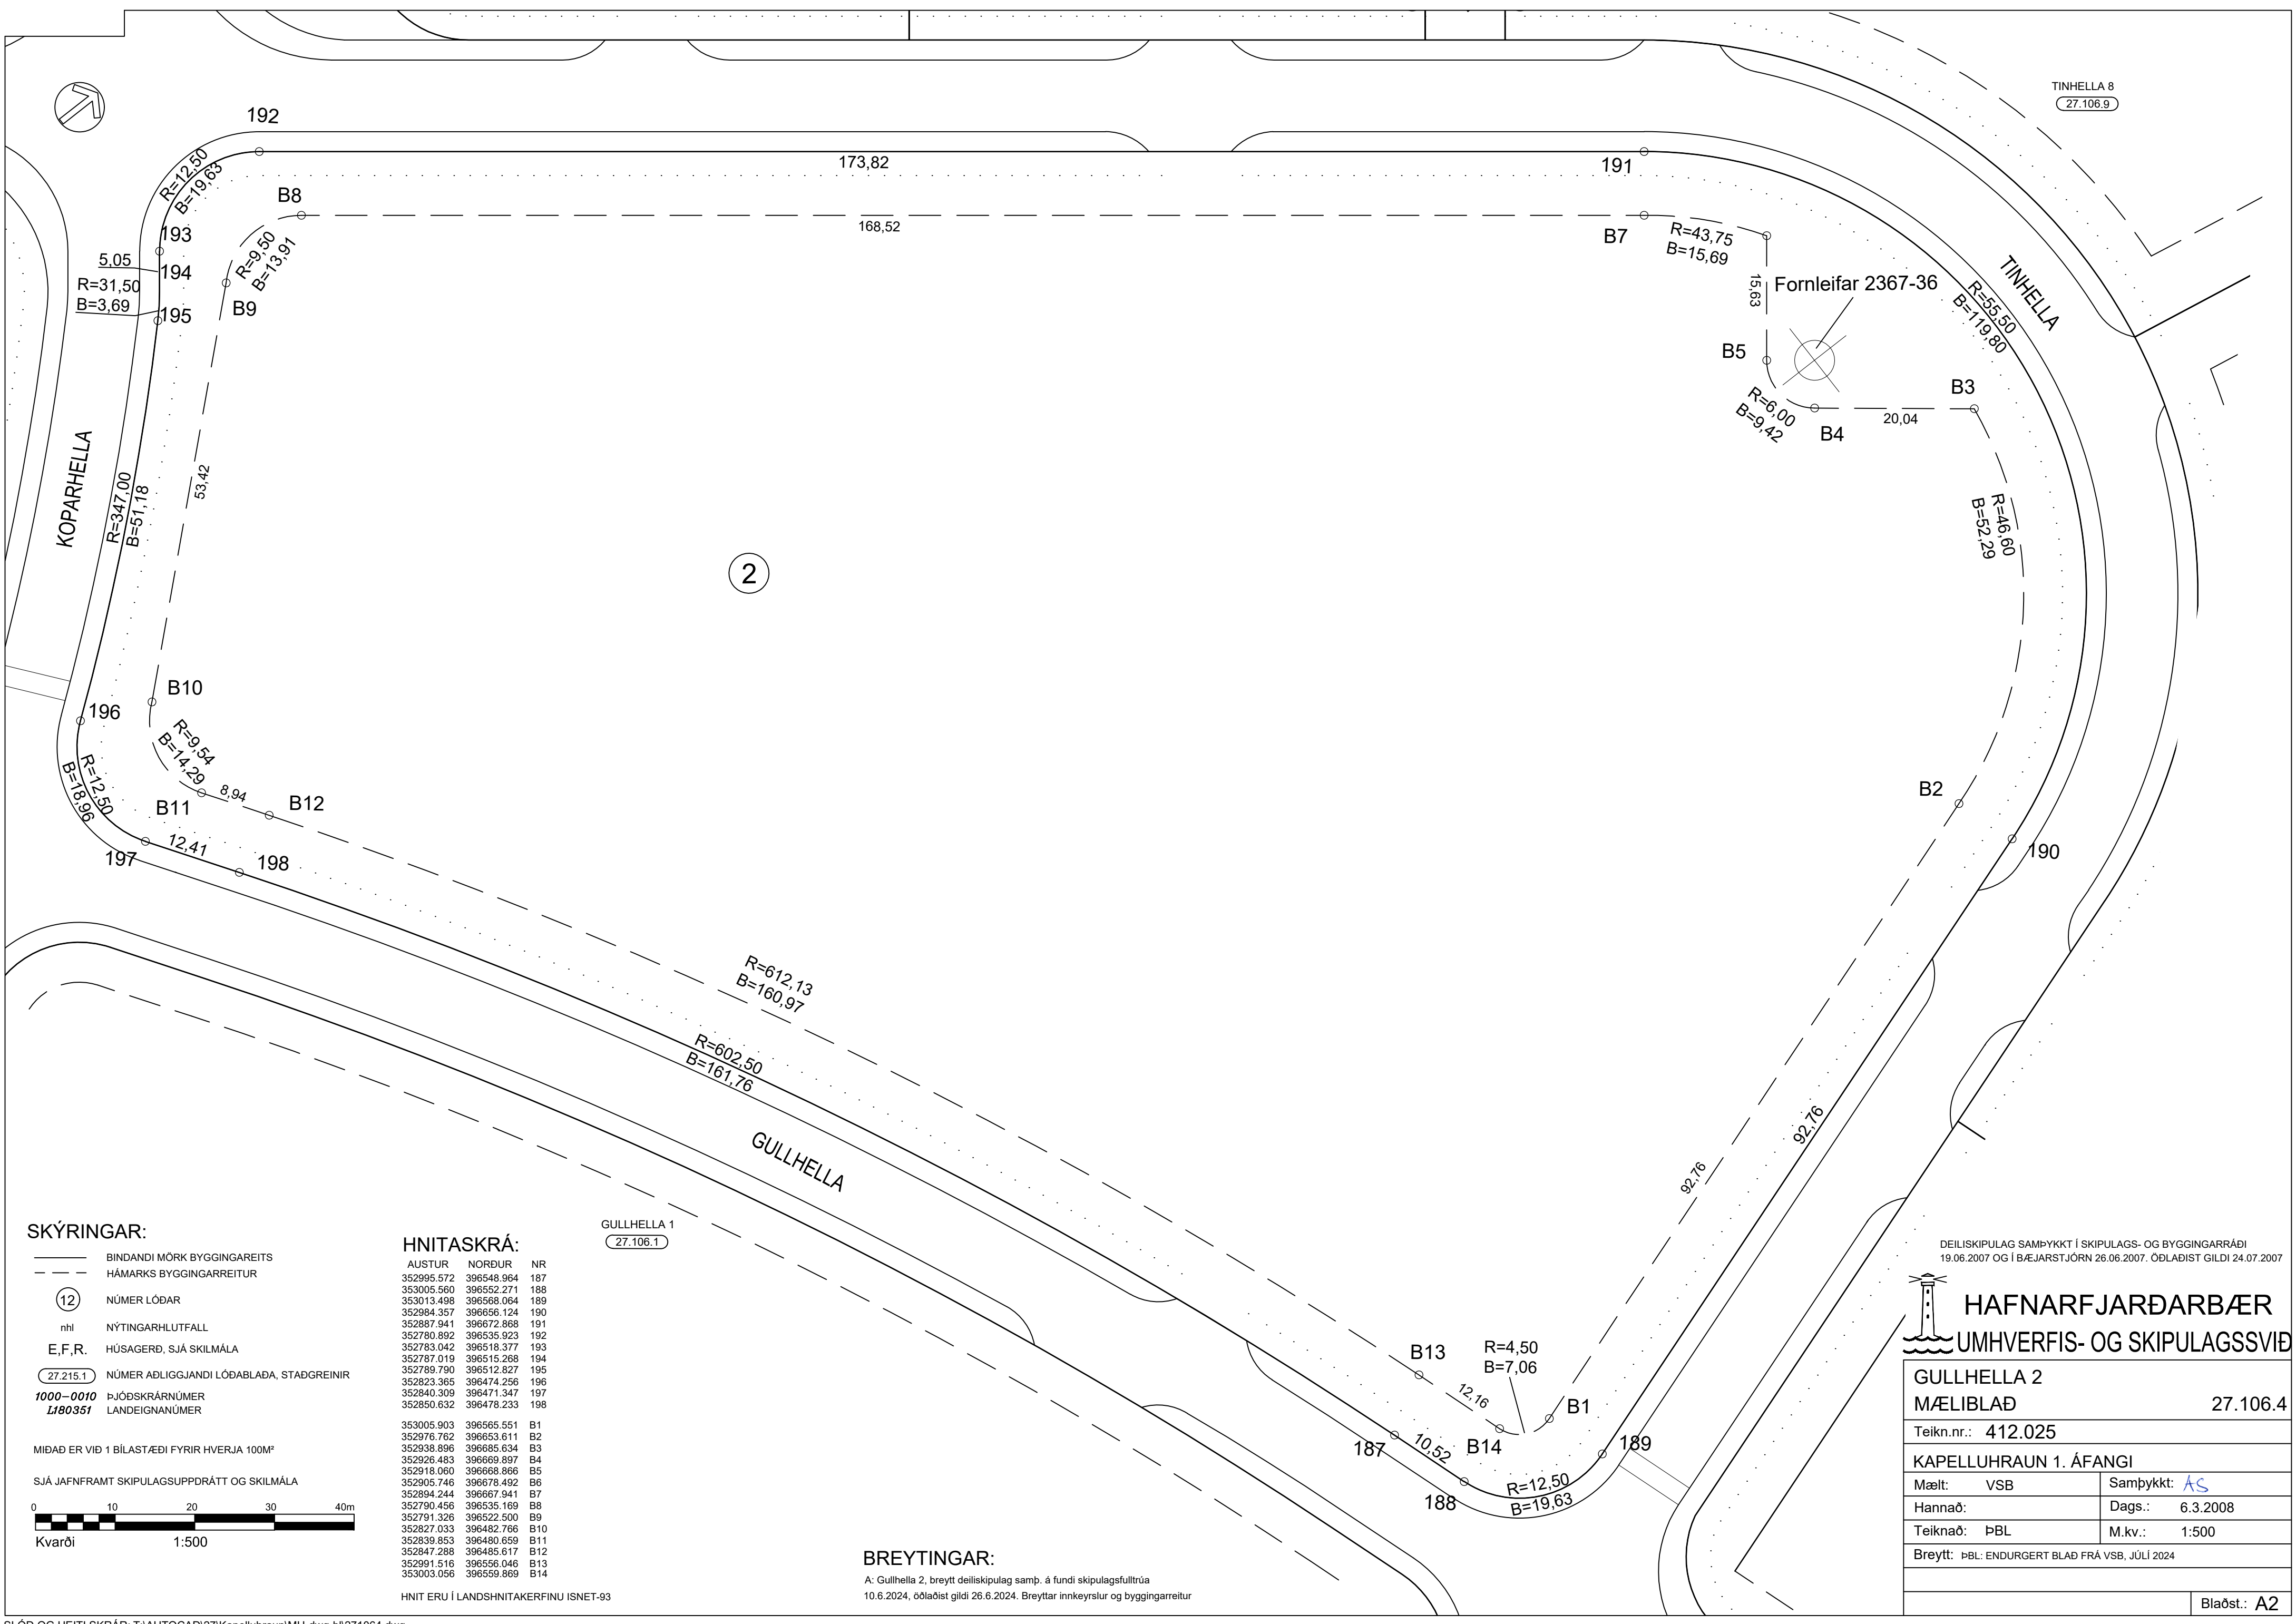 TINHELLA 8
27.106.9
192
R=12,50
B=19,63
173,82
191
B8
193
168,52
B7
R=43,75
B=15,69
R=9,50
B=13,91
5,05
194
TINHELLA
R=31,50
B=3,69
195
B9
15,63
Fornleifar 2367-36
R=55,50
B=119,80
B5
B3
R=6,00
B=9,42
20,04
B4
KOPARHELLA
53,42
R=347,00
B=51,18
R=46,60
B=52,29
2
B10
196
R=9,54
B=14,29
8,94
B12
B11
R=12,50
B=18,96
12,41
197
198
B2
190
R=612,13
B=160,97
R=602,50
B=161,76
92,76
92,76
GULLHELLA
B13
R=4,50
B=7,06
12,16
B1
187
10,52
B14
189
188
R=12,50
B=19,63
SKÝRINGAR:
BINDANDI MÖRK BYGGINGAREITS
HÁMARKS BYGGINGARREITUR
12 NÚMER LÓÐAR
nhl NÝTINGARHLUTFALL
E,F,R. HÚSAGERÐ, SJÁ SKILMÁLA
27.215.1 NÚMER AÐLIGGJANDI LÓÐABLAÐA, STAÐGREINIR
1000-0010 ÞJÓÐSKRÁRNÚMER
L180351 LANDEIGNANÚMER
MIÐAÐ ER VIÐ 1 BÍLASTÆÐI FYRIR HVERJA 100M²
SJÁ JAFNFRAMT SKIPULAGSUPPDRÁTT OG SKILMÁLA
0 10 20 30 40m
Kvarði 1:500
HNITASKRÁ:
AUSTUR NORÐUR NR
352995.572 396548.964 187
353005.560 396552.271 188
353013.498 396568.064 189
352984.357 396656.124 190
352887.941 396672.868 191
352780.892 396535.923 192
352783.042 396518.377 193
352787.019 396515.268 194
352789.790 396512.827 195
352823.365 396474.256 196
352840.309 396471.347 197
352850.632 396478.233 198
353005.903 396565.551 B1
352976.762 396653.611 B2
352938.896 396685.634 B3
352926.483 396669.897 B4
352918.060 396668.866 B5
352905.746 396678.492 B6
352894.244 396667.941 B7
352790.456 396535.169 B8
352791.326 396522.500 B9
352827.033 396482.766 B10
352839.853 396480.659 B11
352847.288 396485.617 B12
352991.516 396556.046 B13
353003.056 396559.869 B14
HNIT ERU Í LANDSHNITAKERFINU ISNET-93
GULLHELLA 1
27.106.1
BREYTINGAR:
A: Gullhella 2, breytt deiliskipulag samþ. á fundi skipulagsfulltrúa
10.6.2024, öðlaðist gildi 26.6.2024. Breyttar innkeyrslur og byggingarreitur
DEILISKIPULAG SAMÞYKKT Í SKIPULAGS- OG BYGGINGARRÁÐI
19.06.2007 OG Í BÆJARSTJÓRN 26.06.2007. ÖÐLAÐIST GILDI 24.07.2007
HAFNARFJARÐARBÆR
UMHVERFIS- OG SKIPULAGSSVIÐ
GULLHELLA 2
MÆLIBLAÐ 27.106.4
Teikn.nr.: 412.025
KAPELLUHRAUN 1. ÁFANGI
Mælt: VSB Samþykkt: AS
Hannað: Dags.: 6.3.2008
Teiknað: ÞBL M.kv.: 1:500
Breytt: ÞBL: ENDURGERT BLAÐ FRÁ VSB, JÚLÍ 2024
Blaðst.: A2